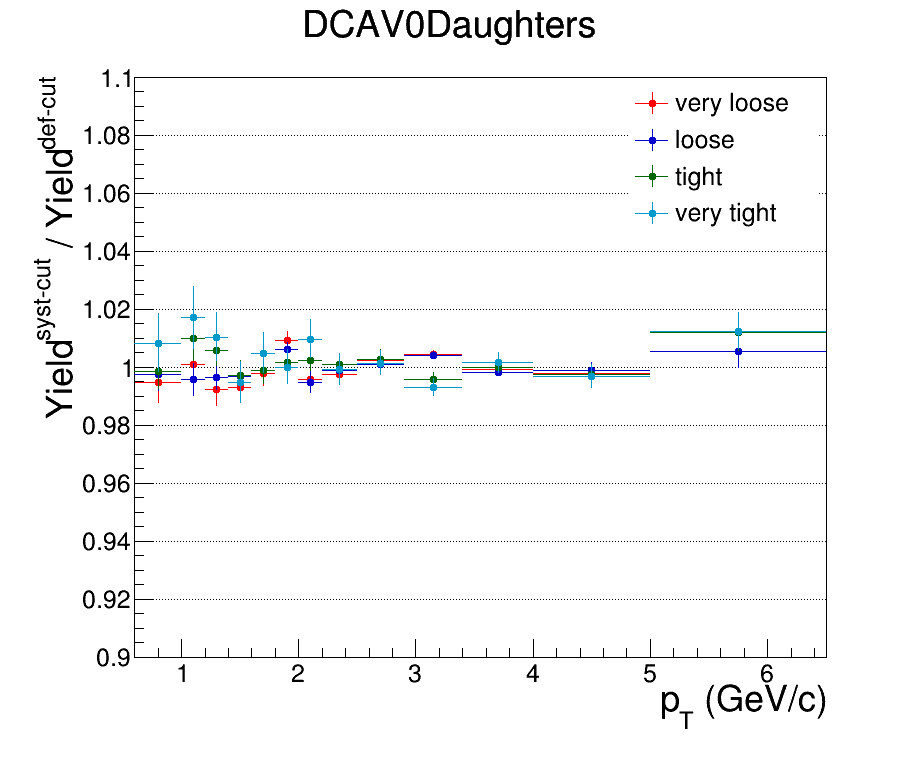 DCAV0Daughters
Yield^syst-cut / Yield^def-cut
1.1
1.08
1.06
1.04
1.02
1
0.98
0.96
0.94
0.92
0.9
very loose
loose
tight
very tight
1 2 3 4 5 6
p_T (GeV/c)